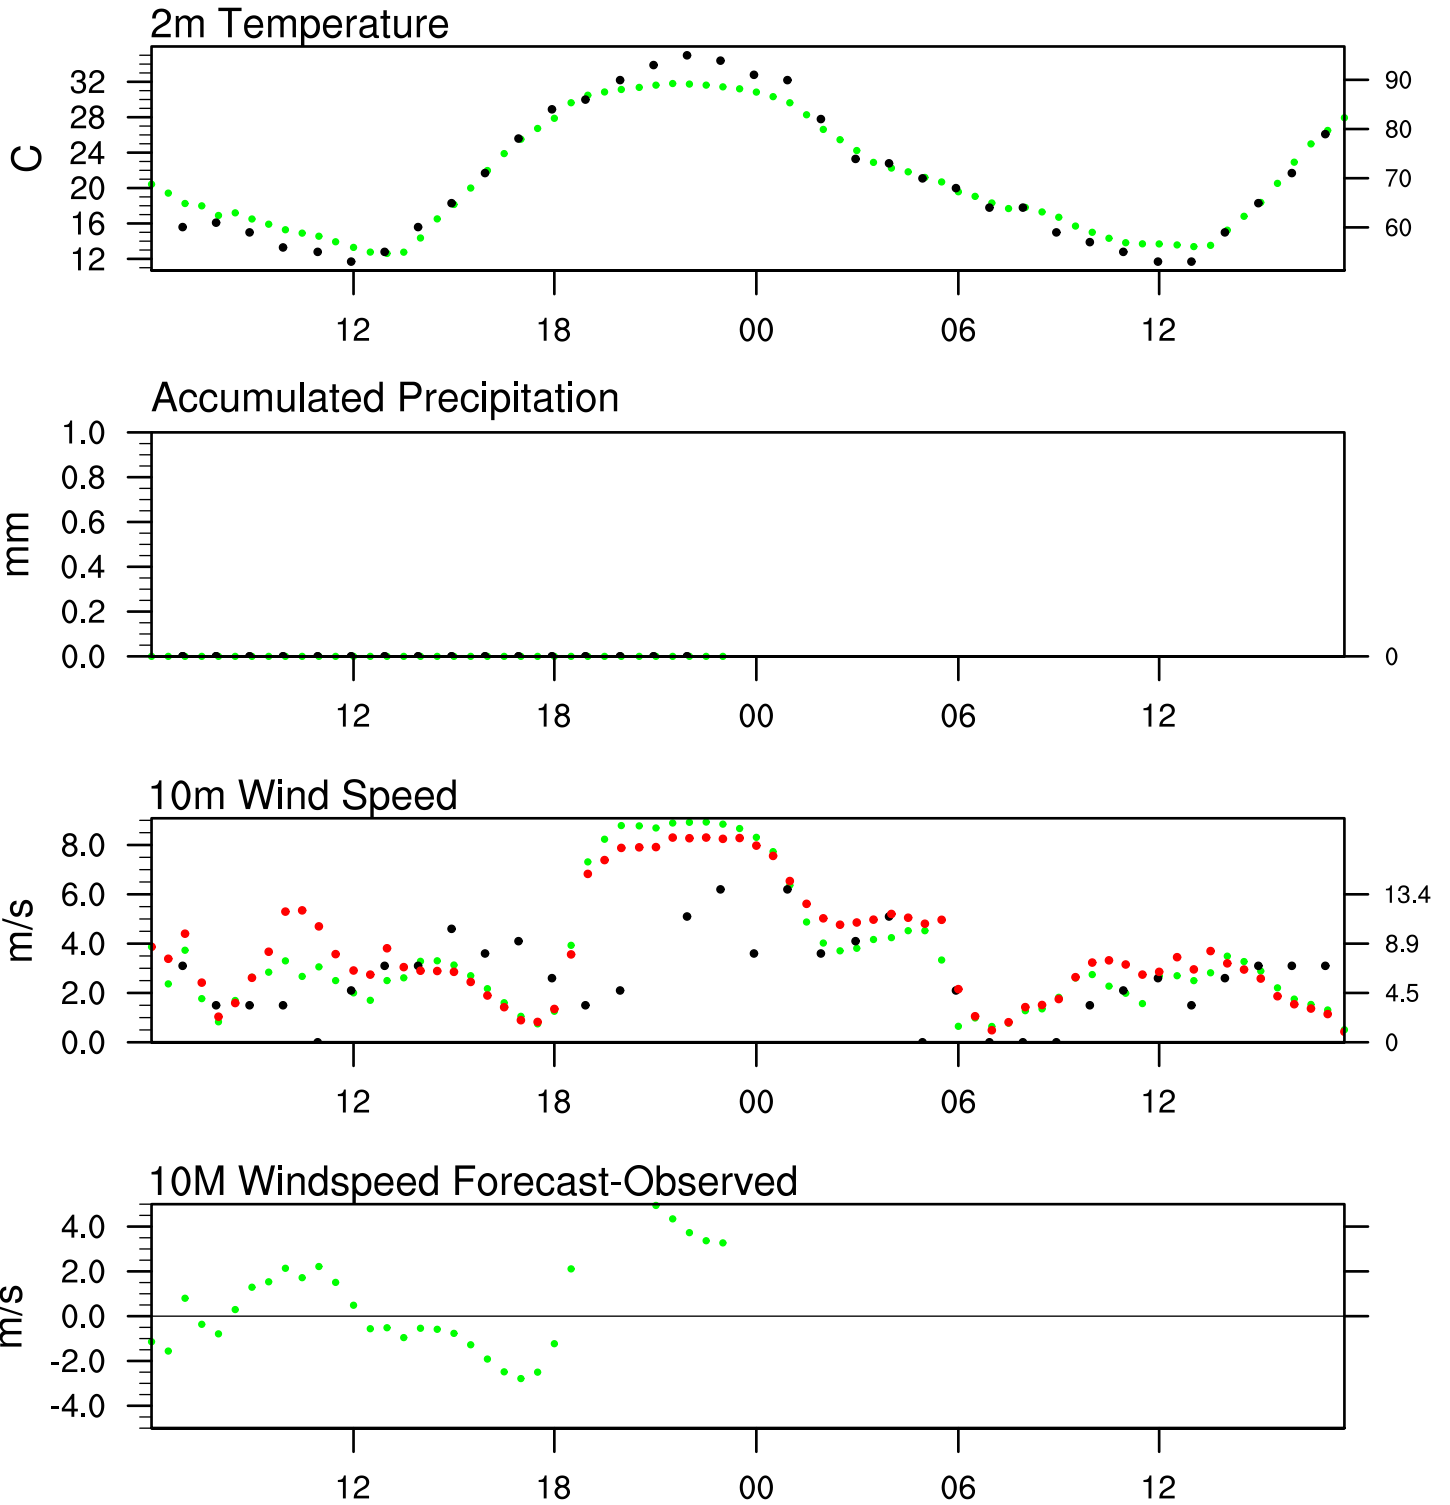 2m Temperature
32
28
24
20
16
12
C
90
80
70
60
12 18 00 06 12
Accumulated Precipitation
1.0
0.8
0.6
0.4
0.2
0.0
mm
0
12 18 00 06 12
10m Wind Speed
8.0
6.0
4.0
2.0
0.0
m/s
13.4
8.9
4.5
0
12 18 00 06 12
10M Windspeed Forecast-Observed
4.0
2.0
0.0
-2.0
-4.0
m/s
12 18 00 06 12